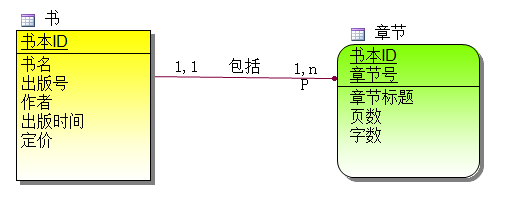 书
书本ID
书名
出版号
作者
出版时间
定价
1,1
包括
1,n
P
章节
书本ID
章节号
章节标题
页数
字数